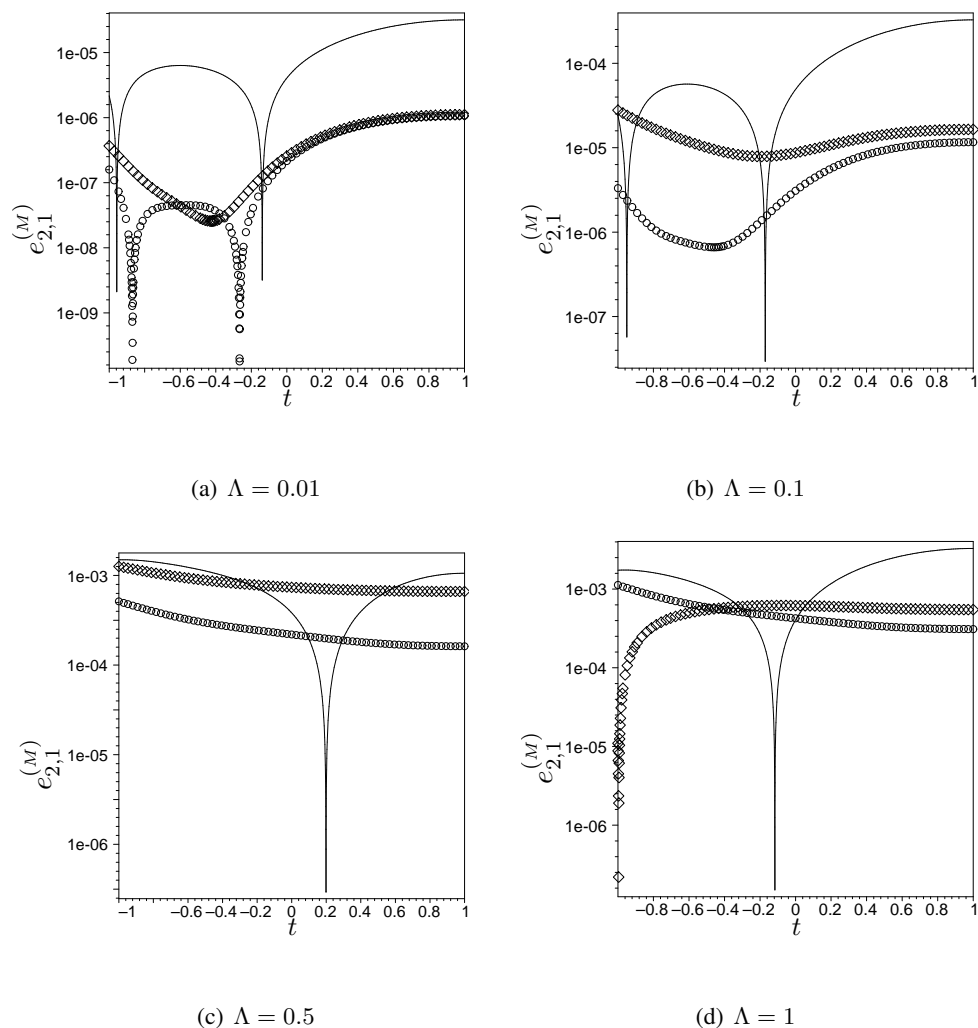 1e-05
1e-06
1e-07
1e-08
1e-09
e_{2,1}^{(M)}
−1 −0.6 −0.4 −0.2 0 0.2 0.4 0.6 0.8 1
t
(a) Λ = 0.01
1e-04
1e-05
1e-06
1e-07
e_{2,1}^{(M)}
−0.8 −0.6 −0.4 −0.2 0 0.2 0.4 0.6 0.8 1
t
(b) Λ = 0.1
1e-03
1e-04
1e-05
1e-06
e_{2,1}^{(M)}
−1 −0.6 −0.4 −0.2 0 0.2 0.4 0.6 0.8 1
t
(c) Λ = 0.5
1e-03
1e-04
1e-05
1e-06
e_{2,1}^{(M)}
−0.8 −0.6 −0.4 −0.2 0 0.2 0.4 0.6 0.8 1
t
(d) Λ = 1